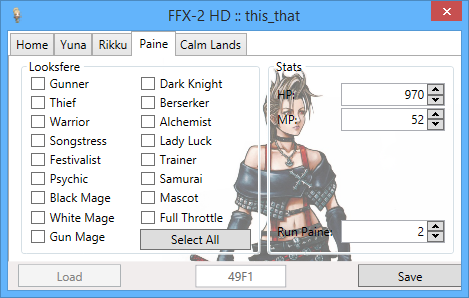 FFX-2 HD :: this_that
Home Yuna Rikku Paine Calm Lands
Looksfere
Gunner
Thief
Warrior
Songstress
Festivalist
Psychic
Black Mage
White Mage
Gun Mage
Dark Knight
Berserker
Alchemist
Lady Luck
Trainer
Samurai
Mascot
Full Throttle
Select All
Stats
HP: 970
MP: 52
Run Paine: 2
Load 49F1 Save